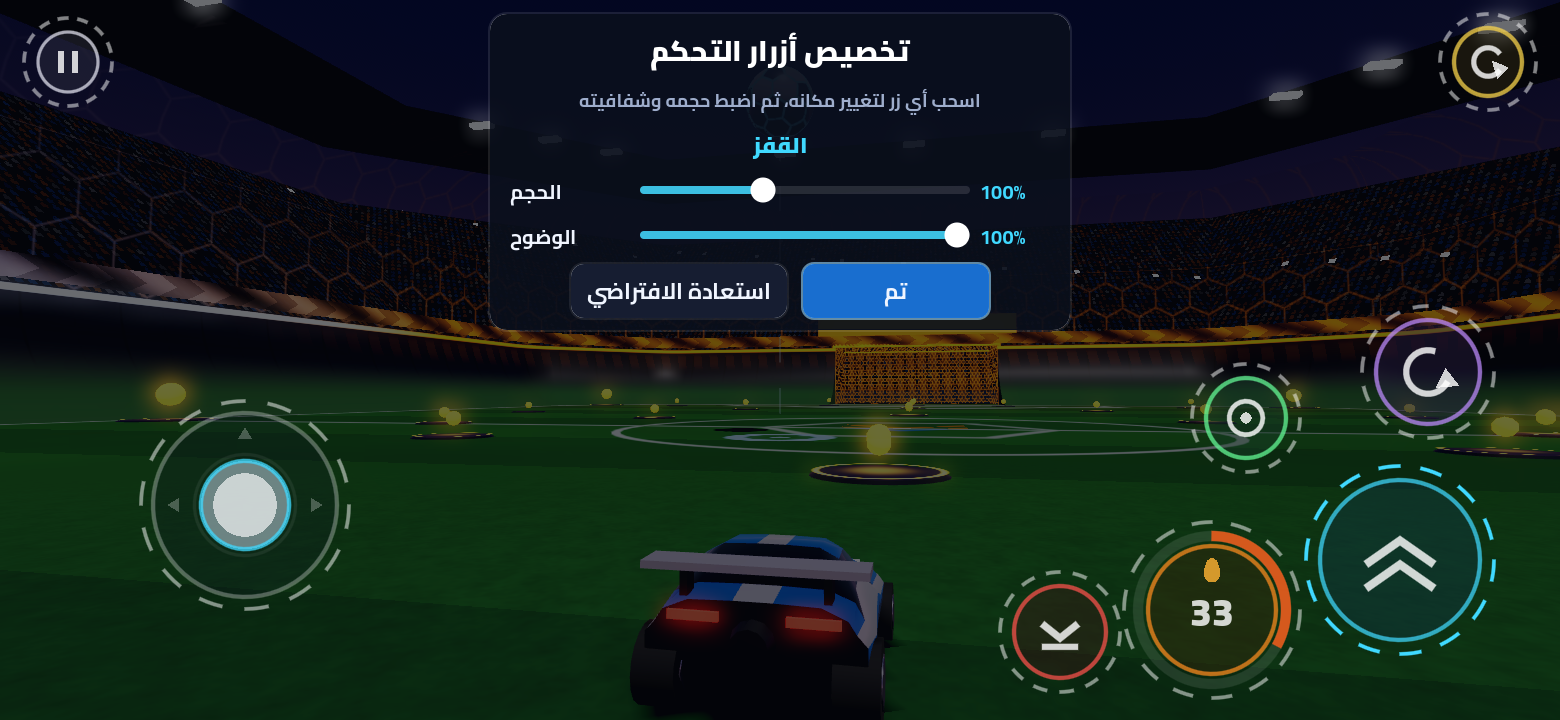 تخصيص أزرار التحكم
اسحب أي زر لتغيير مكانه، ثم اضبط حجمه وشفافيته
القفز
الحجم 100%
الوضوح 100%
استعادة الافتراضي تم
33